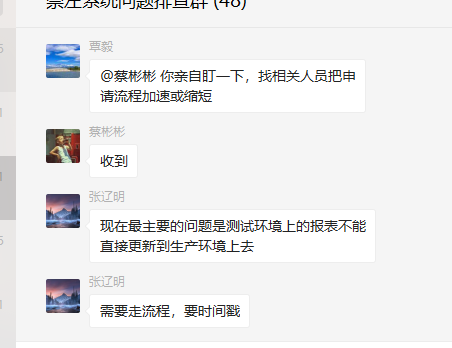 崇左系统问题排查群 (48)
覃毅
@蔡彬彬 你亲自盯一下，找相关人员把申
请流程加速或缩短
蔡彬彬
收到
张辽明
现在最主要的问题是测试环境上的报表不能
直接更新到生产环境上去
张辽明
需要走流程，要时间戳